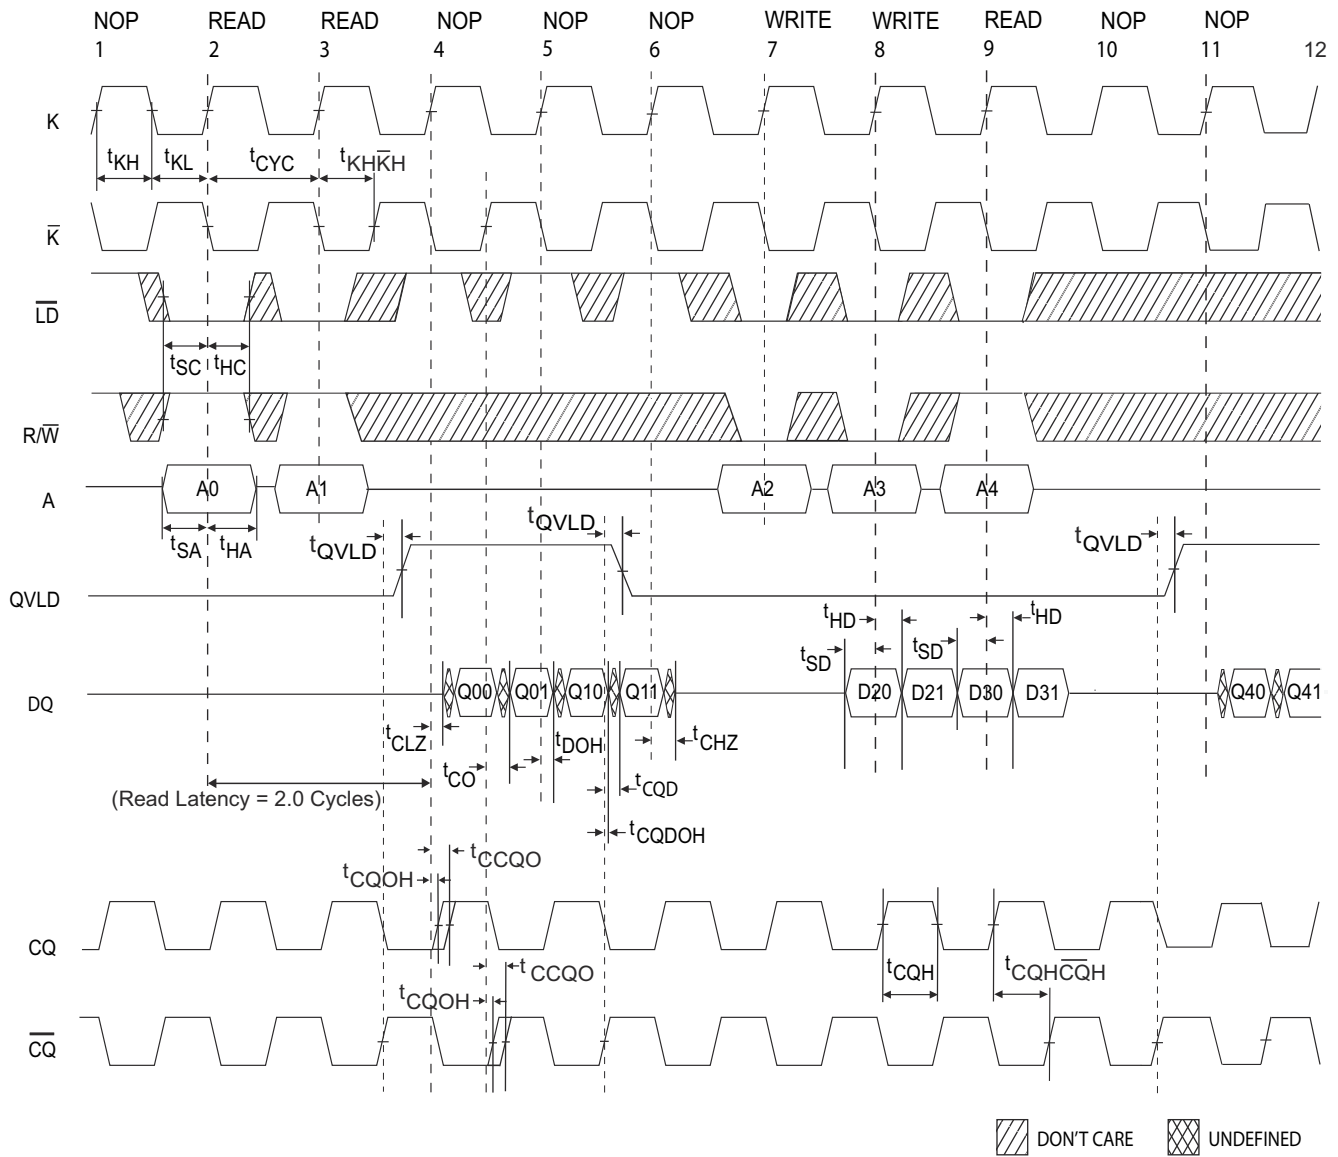 NOP READ READ NOP NOP NOP WRITE WRITE READ NOP NOP
1 2 3 4 5 6 7 8 9 10 11 12
K
tKH tKL tCYC tKHK̅H
K̅
L̅D̅
tSC tHC
R/W̅
A A0 A1 A2 A3 A4
tSA tHA tQVLD tQVLD tQVLD
QVLD
tHD tHD
tSD tSD
DQ Q00 Q01 Q10 Q11 D20 D21 D30 D31 Q40 Q41
tCLZ tDOH tCHZ
tCO tCQD
(Read Latency = 2.0 Cycles)
tCQDOH
tCCQO
tCQOH
CQ
tCCQO tCQH tCQHC̅Q̅H
tCQOH
C̅Q̅
DON'T CARE UNDEFINED